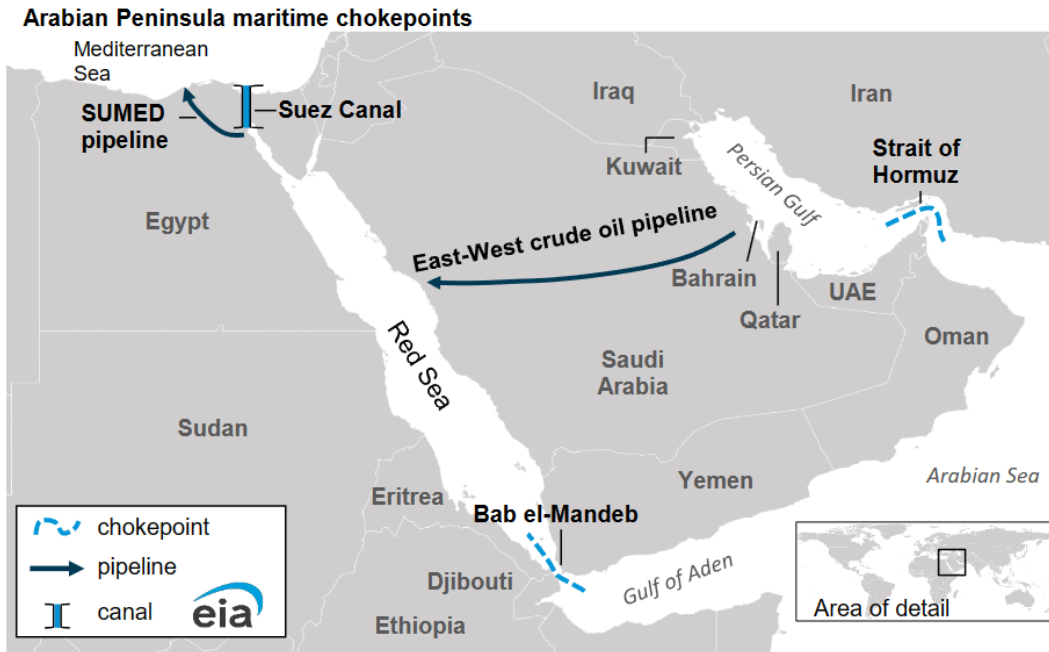 Arabian Peninsula maritime chokepoints
Mediterranean
Sea
SUMED
pipeline
Suez Canal
Iraq
Iran
Kuwait
Persian Gulf
Strait of
Hormuz
Egypt
East-West crude oil pipeline
Bahrain
Qatar
UAE
Oman
Red Sea
Saudi
Arabia
Sudan
Eritrea
Yemen
Arabian Sea
Bab el-Mandeb
Djibouti
Gulf of Aden
Ethiopia
chokepoint
pipeline
canal
eia
Area of detail